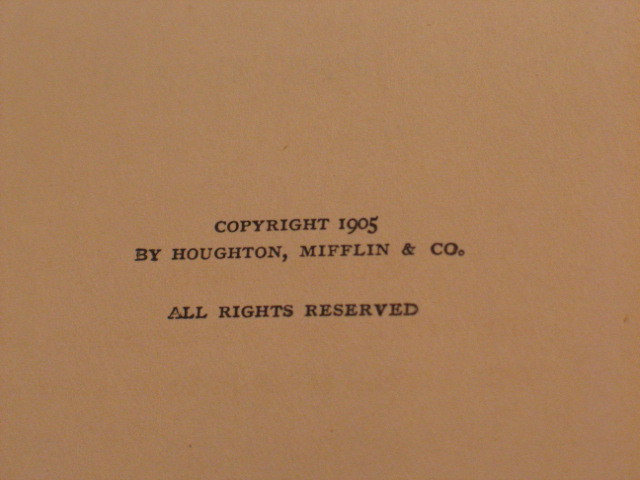 COPYRIGHT 1905
BY HOUGHTON, MIFFLIN & CO.
ALL RIGHTS RESERVED